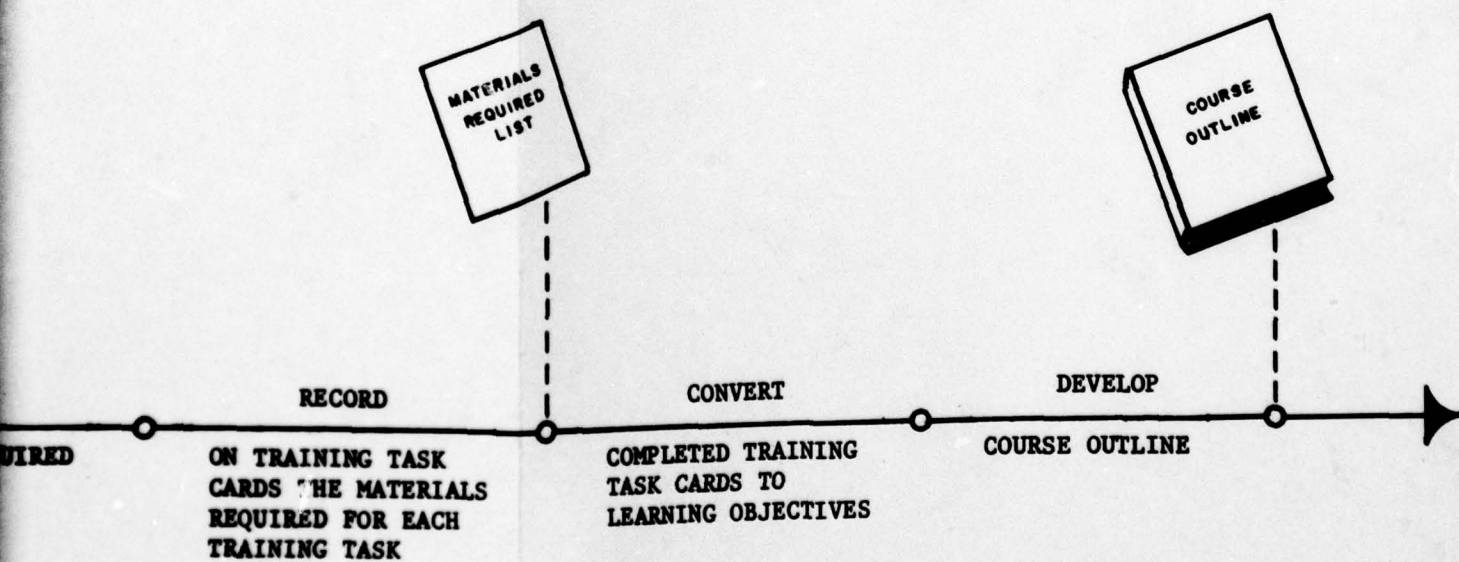 MATERIALS
REQUIRED
LIST
COURSE
OUTLINE
RECORD
CONVERT
DEVELOP
UIRED
ON TRAINING TASK
CARDS THE MATERIALS
REQUIRED FOR EACH
TRAINING TASK
COMPLETED TRAINING
TASK CARDS TO
LEARNING OBJECTIVES
COURSE OUTLINE